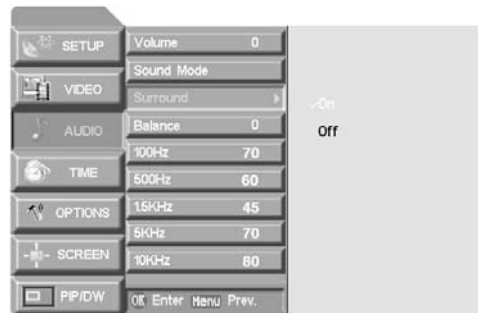 SETUP
VIDEO
AUDIO
TIME
OPTIONS
SCREEN
PIP/DW
Volume 0
Sound Mode
Surround
Balance 0
100Hz 70
500Hz 60
1.5KHz 45
5KHz 70
10KHz 80
OK Enter Menu Prev.
✓On
Off